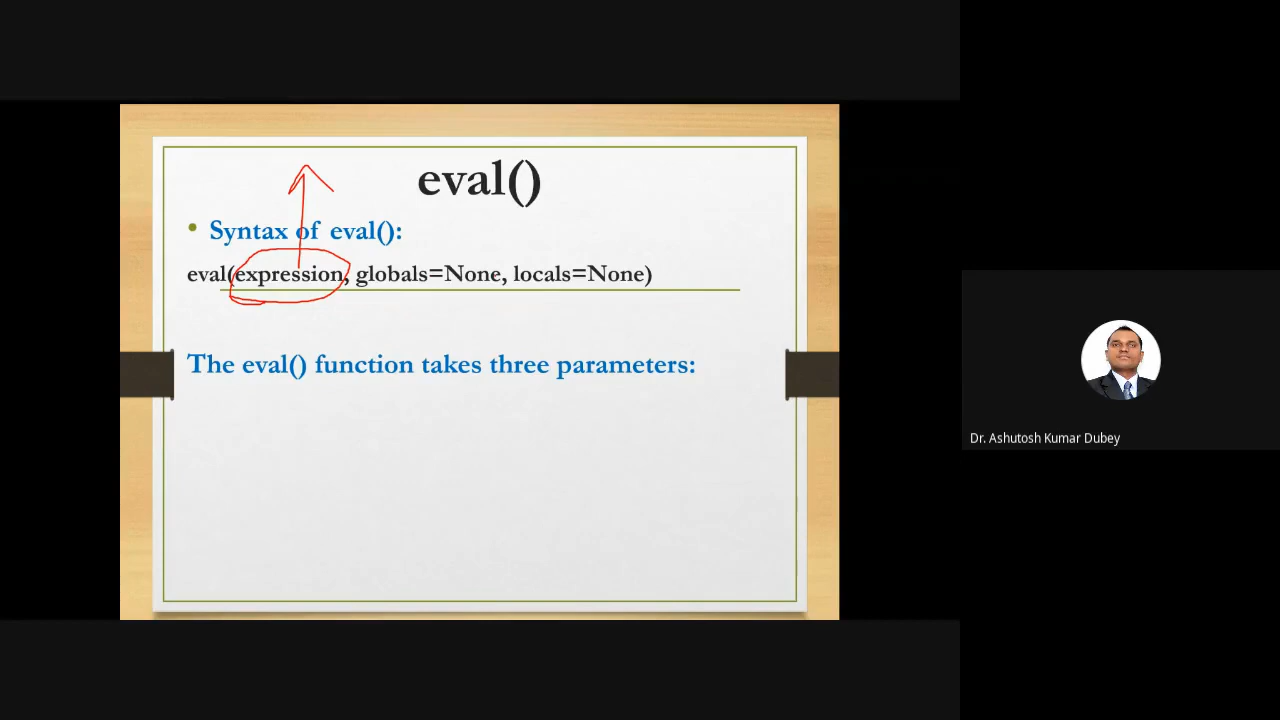 eval()
• Syntax of eval():
eval(expression, globals=None, locals=None)
The eval() function takes three parameters:
Dr. Ashutosh Kumar Dubey